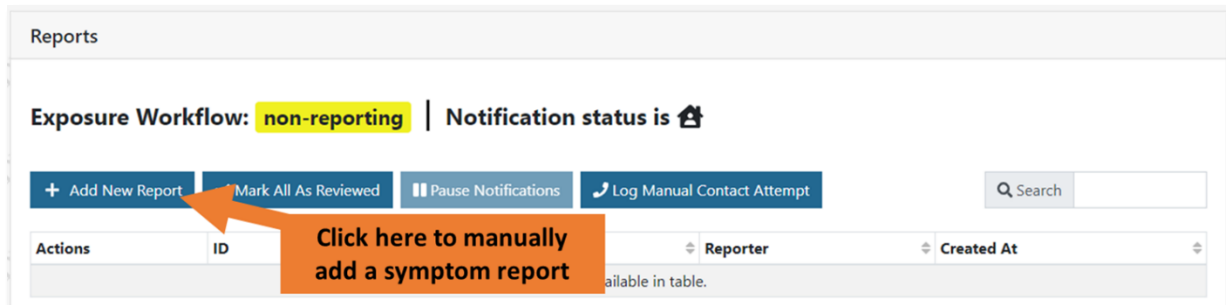 Reports
Exposure Workflow: non-reporting | Notification status is
+ Add New Report Mark All As Reviewed Pause Notifications Log Manual Contact Attempt Search
Click here to manually
add a symptom report
Actions ID Reporter Created At
in table.